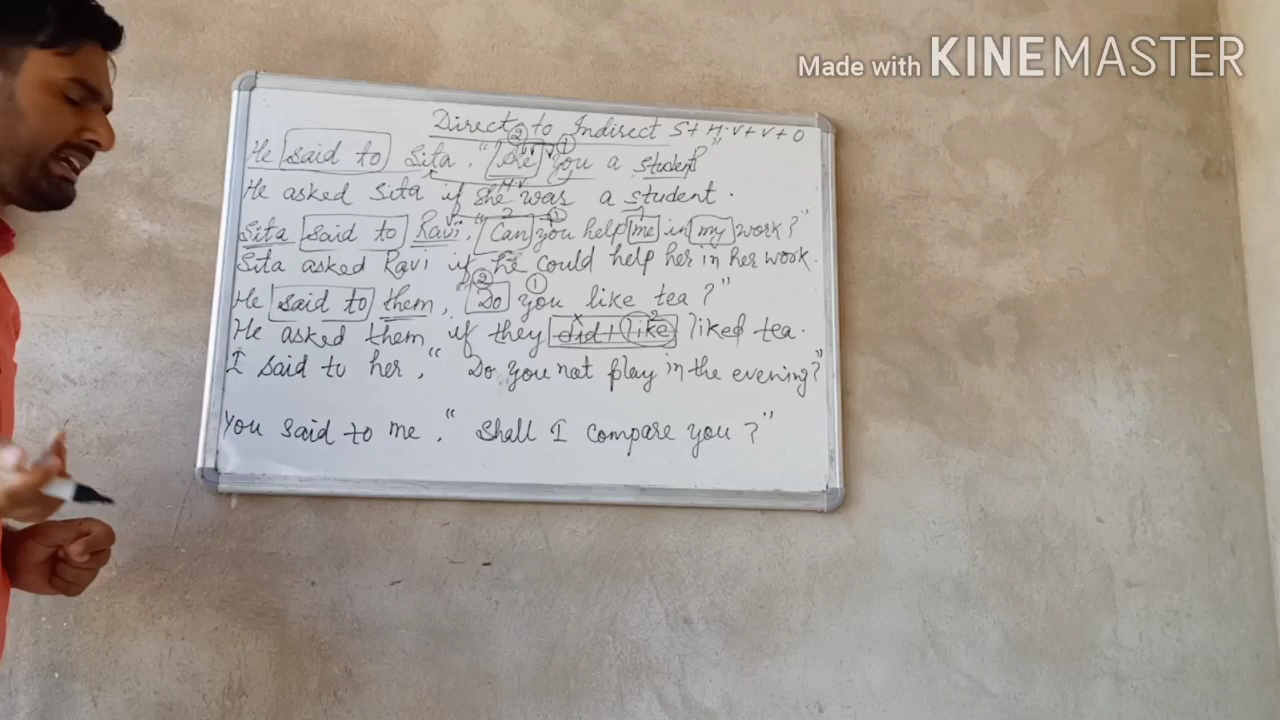 Made with KINEMASTER
Direct to Indirect S+H.V+V+O
He said to Sita, "Are you a student"
He asked Sita if she was a student.
Sita said to Ravi, "Can you help me in my work?"
Sita asked Ravi if he could help her in her work.
He said to them, "Do you like tea?"
He asked them if they did like liked tea.
I said to her, "Do you not play in the evening?"
You said to me, "Shall I compare you?"